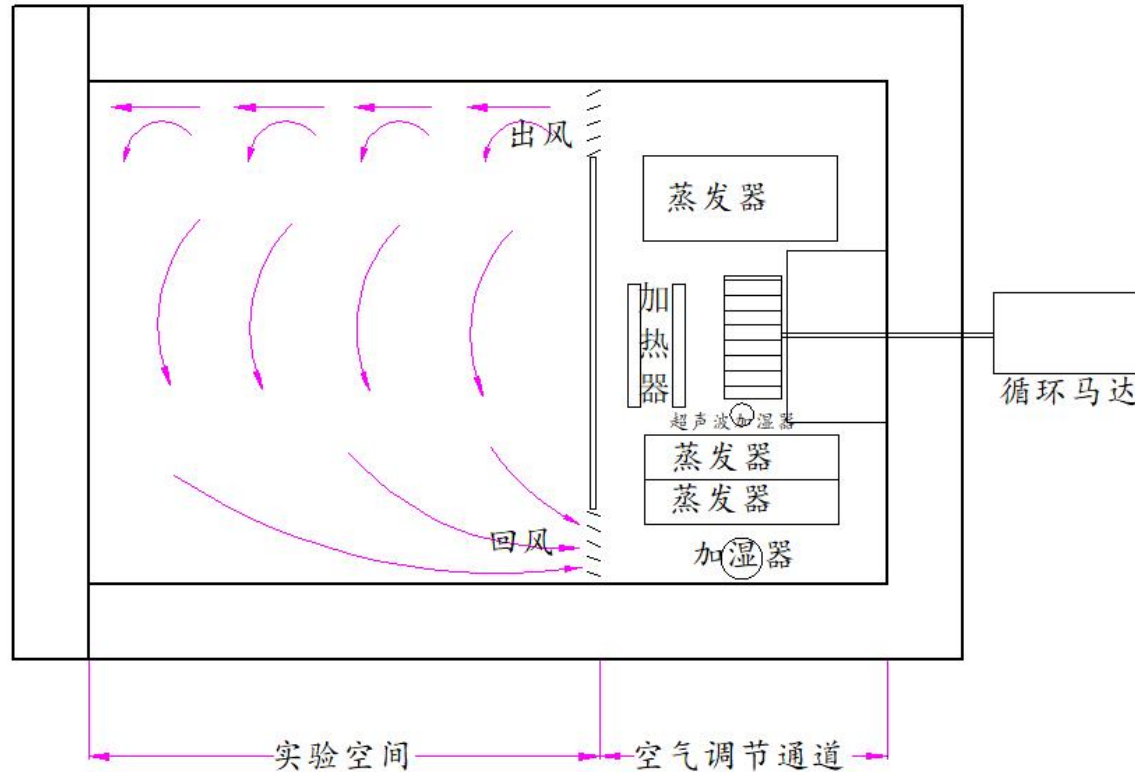 出风
蒸发器
加热器
循环马达
超声波加湿器
蒸发器
蒸发器
回风
加湿器
实验空间
空气调节通道